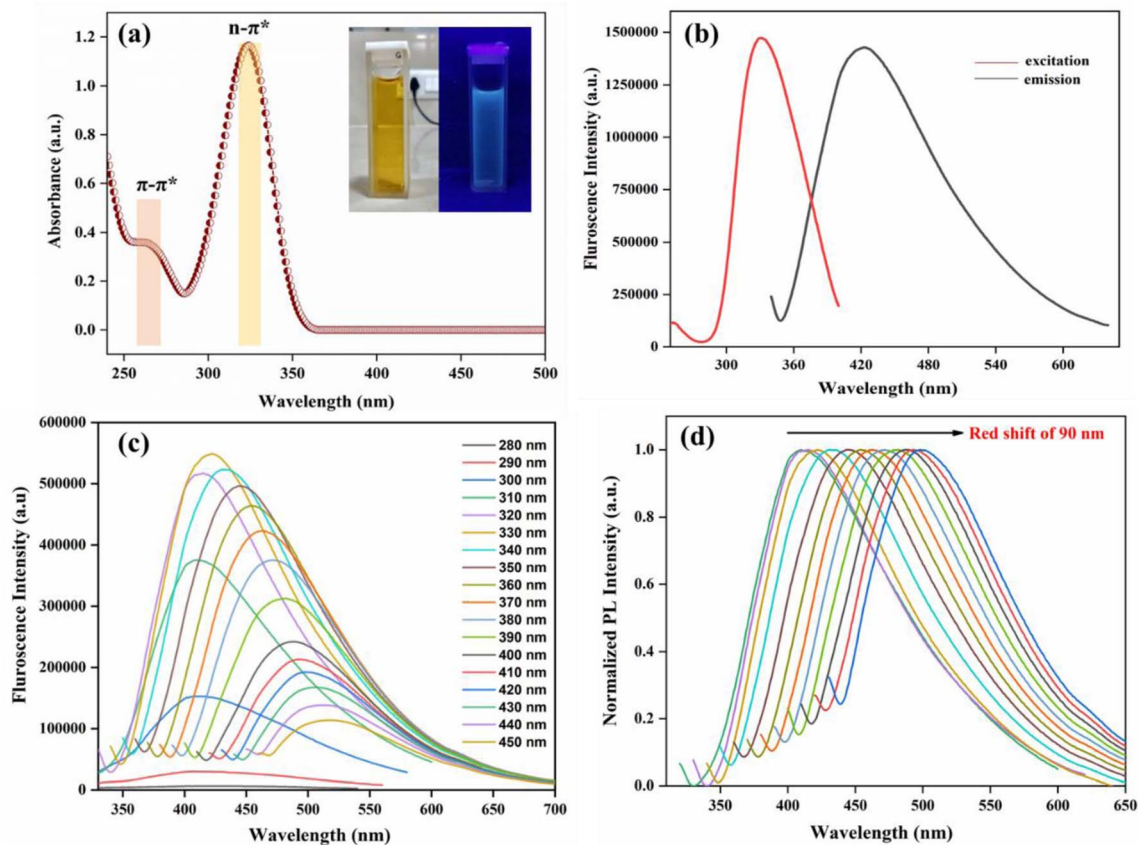 (a)
n-π*
π-π*
1.2
1.0
0.8
0.6
0.4
0.2
0.0
Absorbance (a.u.)
250 300 350 400 450 500
Wavelength (nm)
(b)
excitation
emission
1500000
1250000
1000000
750000
500000
250000
0
Fluroscence Intensity (a.u.)
300 360 420 480 540 600
Wavelength (nm)
(c)
600000
500000
400000
300000
200000
100000
0
Fluroscence Intensity (a.u)
280 nm
290 nm
300 nm
310 nm
320 nm
330 nm
340 nm
350 nm
360 nm
370 nm
380 nm
390 nm
400 nm
410 nm
420 nm
430 nm
440 nm
450 nm
350 400 450 500 550 600 650 700
Wavelength (nm)
(d)
Red shift of 90 nm
1.0
0.8
0.6
0.4
0.2
0.0
Normalized PL Intensity (a.u.)
350 400 450 500 550 600 650
Wavelength (nm)